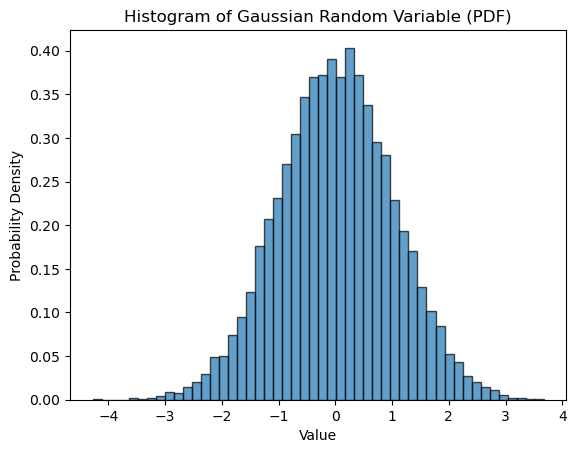 Histogram of Gaussian Random Variable (PDF)
Probability Density
0.40
0.35
0.30
0.25
0.20
0.15
0.10
0.05
0.00
−4 −3 −2 −1 0 1 2 3 4
Value